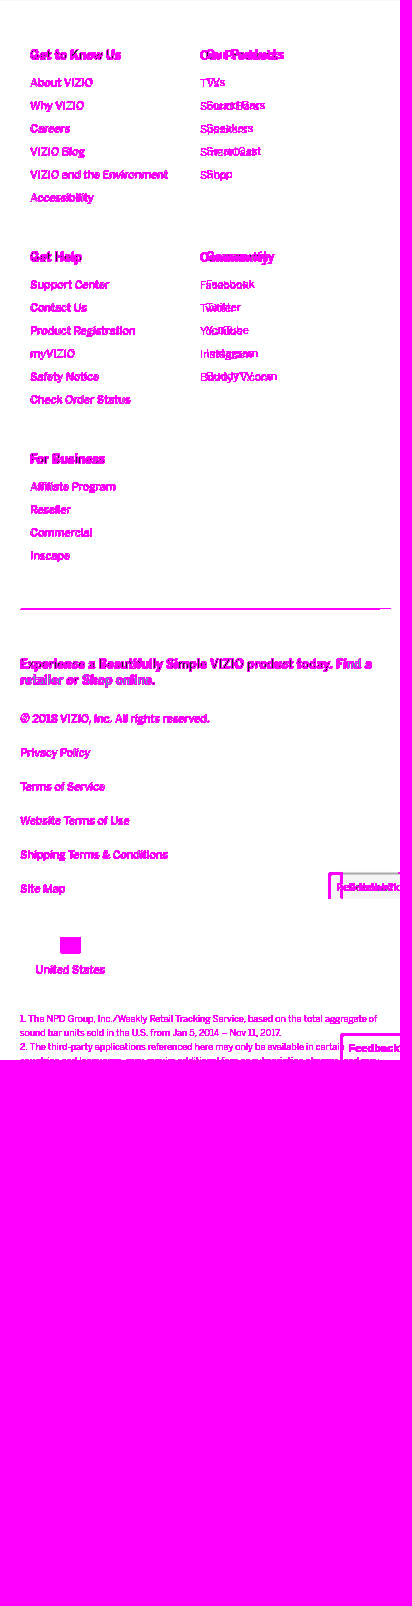 Get to Know Us
About VIZIO
Why VIZIO
Careers
VIZIO Blog
VIZIO and the Environment
Accessibility
Our Products
TVs
Sound Bars
Speakers
SmartCast
Shop
Get Help
Support Center
Contact Us
Product Registration
myVIZIO
Safety Notice
Check Order Status
Community
Facebook
Twitter
YouTube
Instagram
BuddyTV.com
For Business
Affiliate Program
Reseller
Commercial
Inscape
Experience a Beautifully Simple VIZIO product today. Find a
retailer or Shop online.
© 2018 VIZIO, Inc. All rights reserved.
Privacy Policy
Terms of Service
Website Terms of Use
Shipping Terms & Conditions
Site Map
United States
1. The NPD Group, Inc./Weekly Retail Tracking Service, based on the total aggregate of
sound bar units sold in the U.S. from Jan 5, 2014 – Nov 11, 2017.
2. The third-party applications referenced here may only be available in certain
Feedback